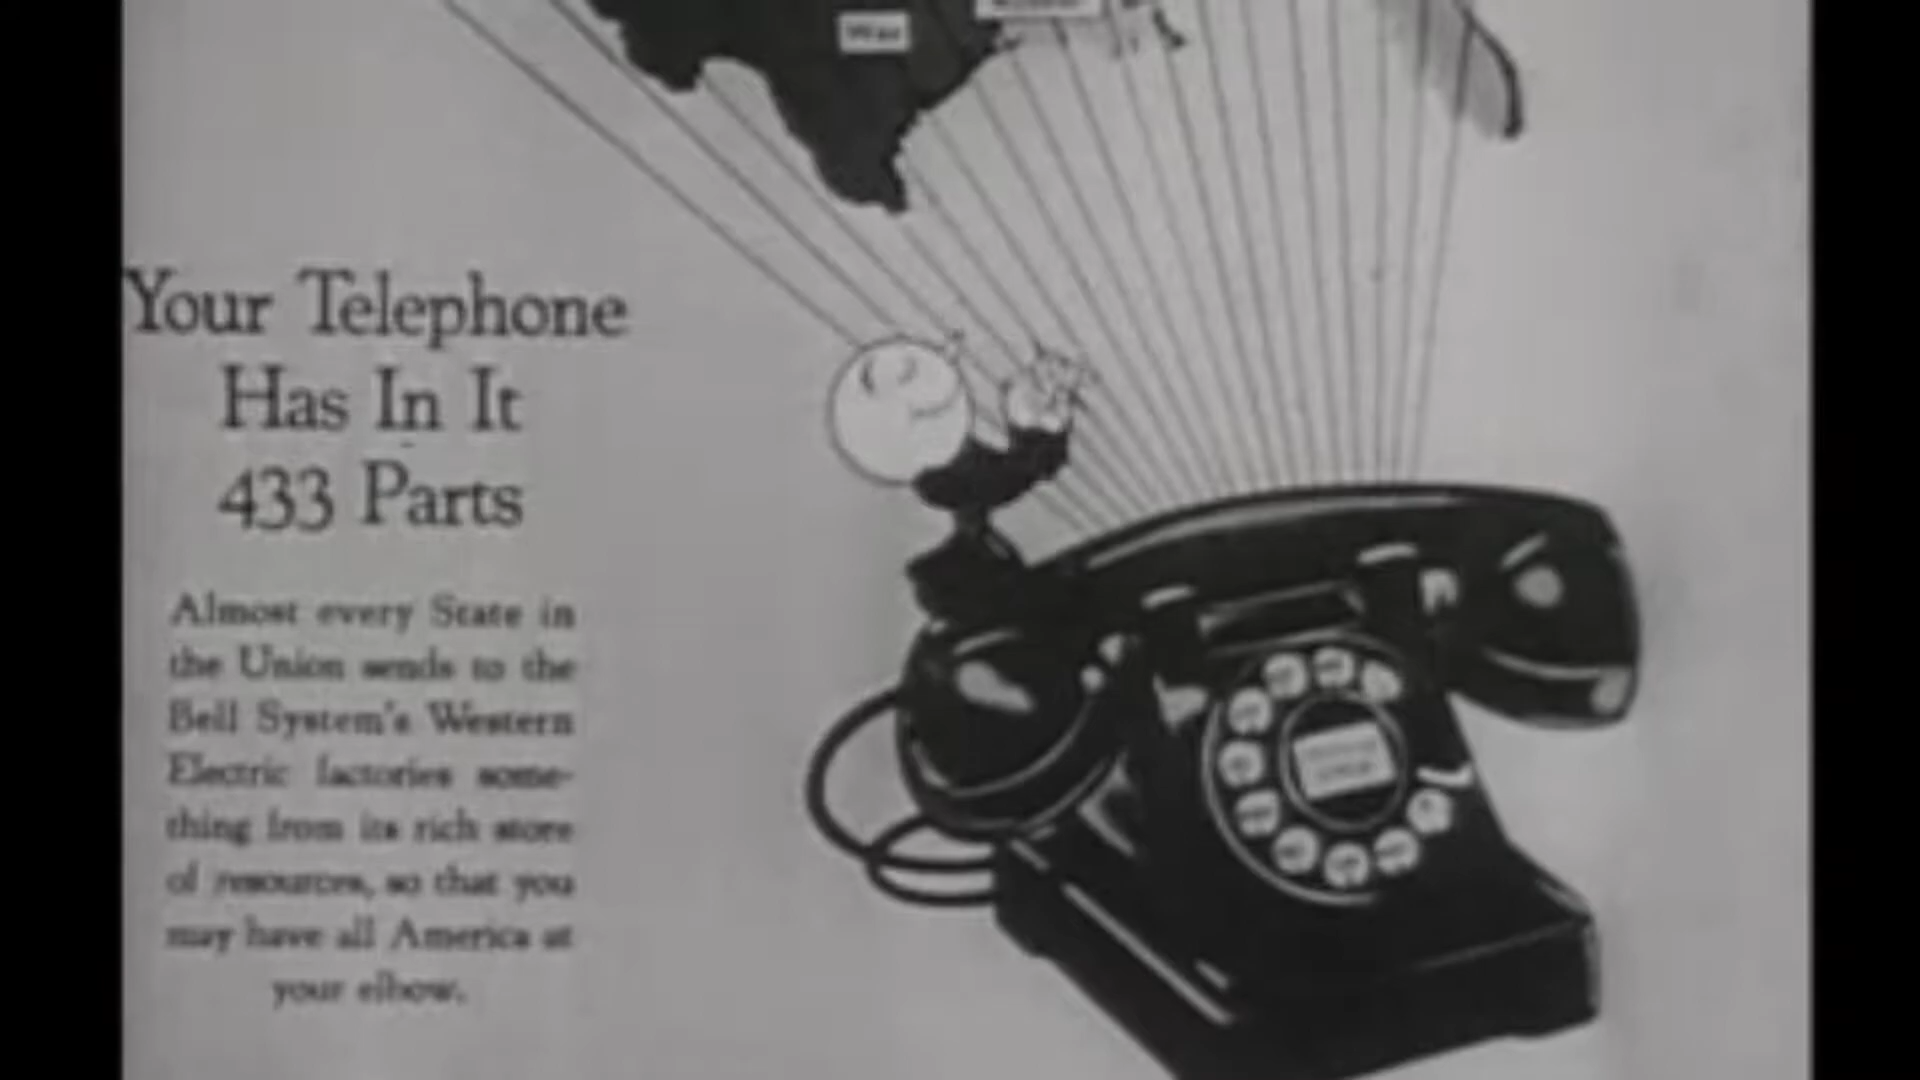 Your Telephone
Has In It
433 Parts
Almost every State in
the Union sends to the
Bell System's Western
Electric factories some-
thing from its rich store
of resources, so that you
may have all America at
your elbow.